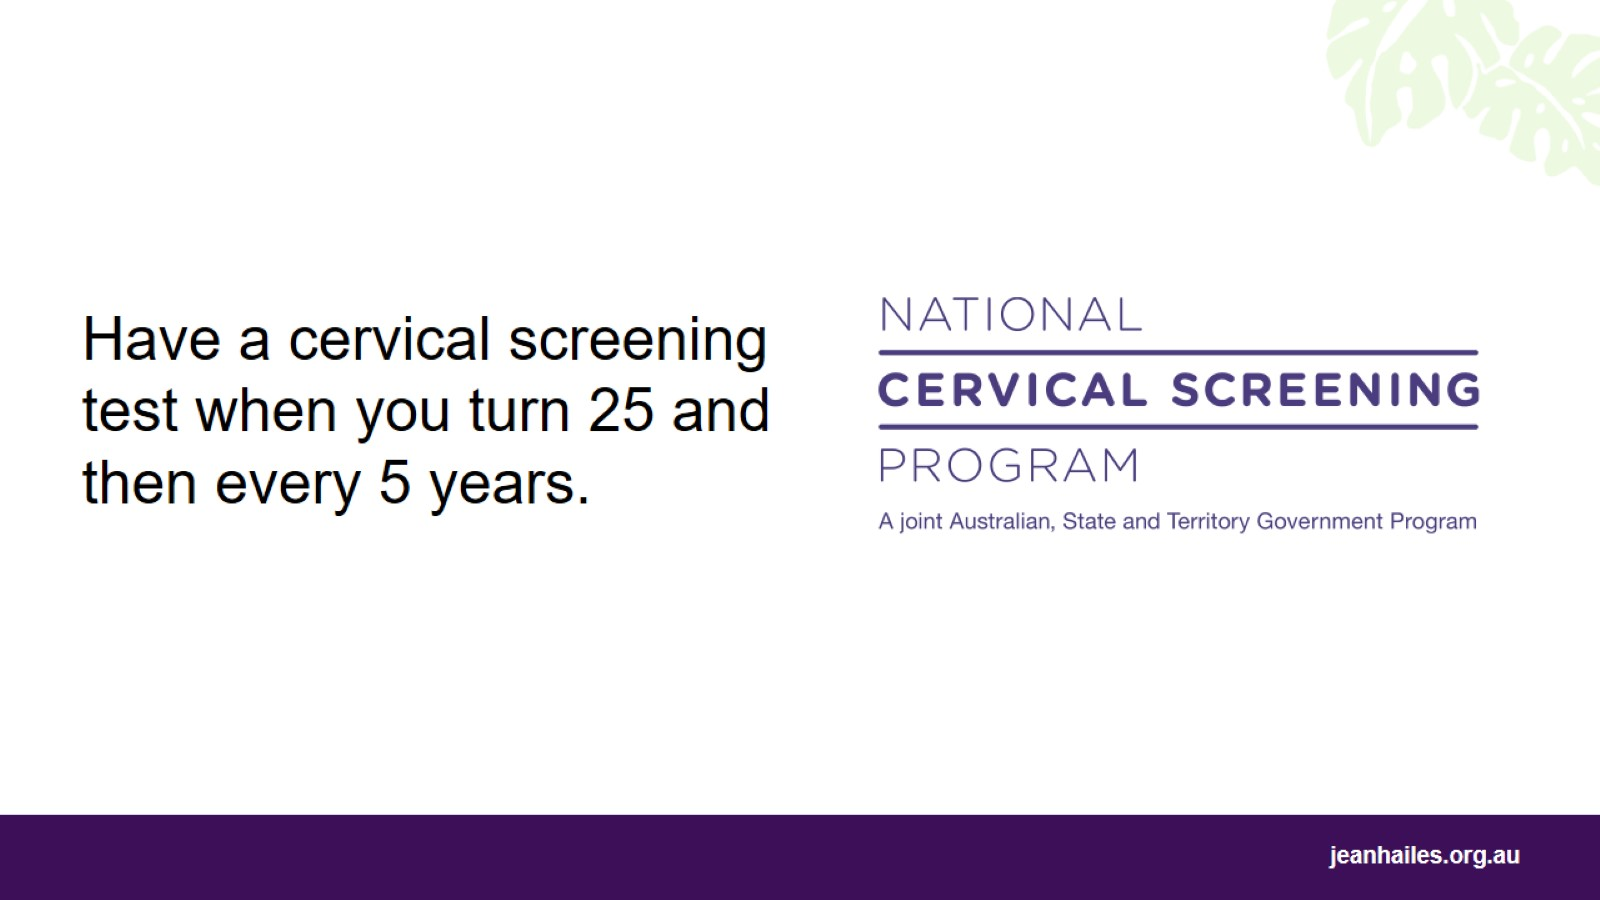 Have a cervical screening
test when you turn 25 and
then every 5 years.
NATIONAL
CERVICAL SCREENING
PROGRAM
A joint Australian, State and Territory Government Program
jeanhailes.org.au